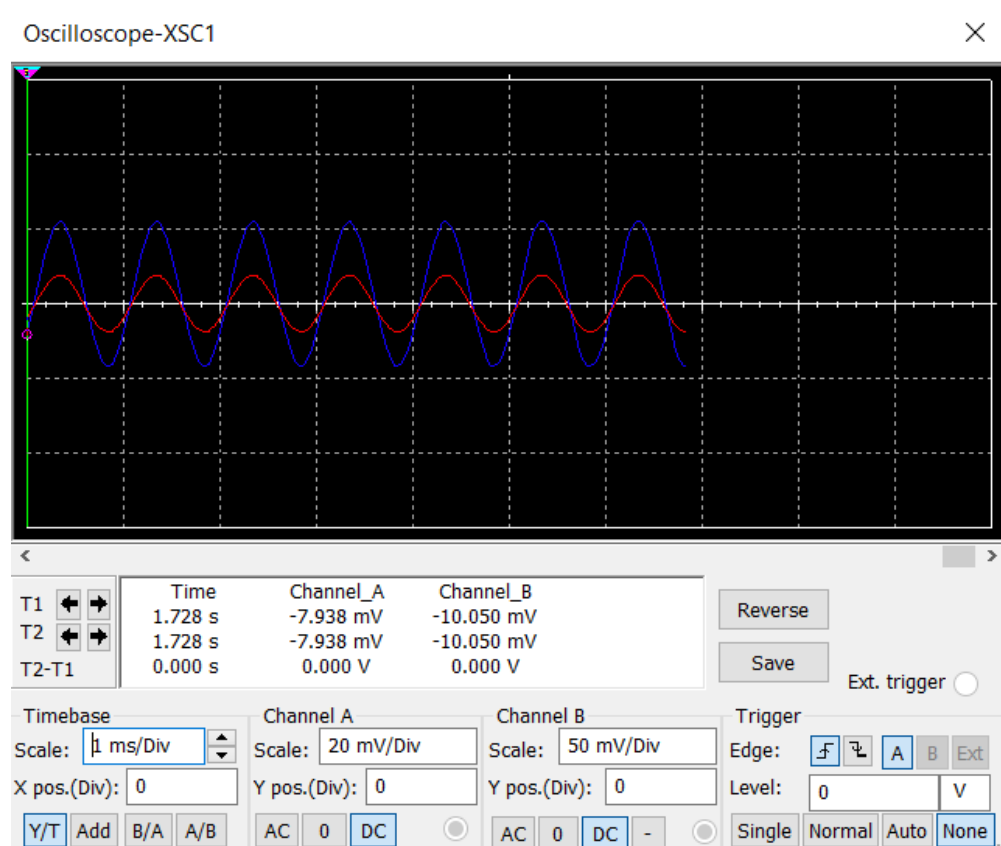 Oscilloscope-XSC1
Time Channel_A Channel_B
T1 1.728 s -7.938 mV -10.050 mV
T2 1.728 s -7.938 mV -10.050 mV
T2-T1 0.000 s 0.000 V 0.000 V
Reverse
Save
Ext. trigger
Timebase
Scale: 1 ms/Div
X pos.(Div): 0
Y/T Add B/A A/B
Channel A
Scale: 20 mV/Div
Y pos.(Div): 0
AC 0 DC
Channel B
Scale: 50 mV/Div
Y pos.(Div): 0
AC 0 DC -
Trigger
Edge: A B Ext
Level: 0 V
Single Normal Auto None